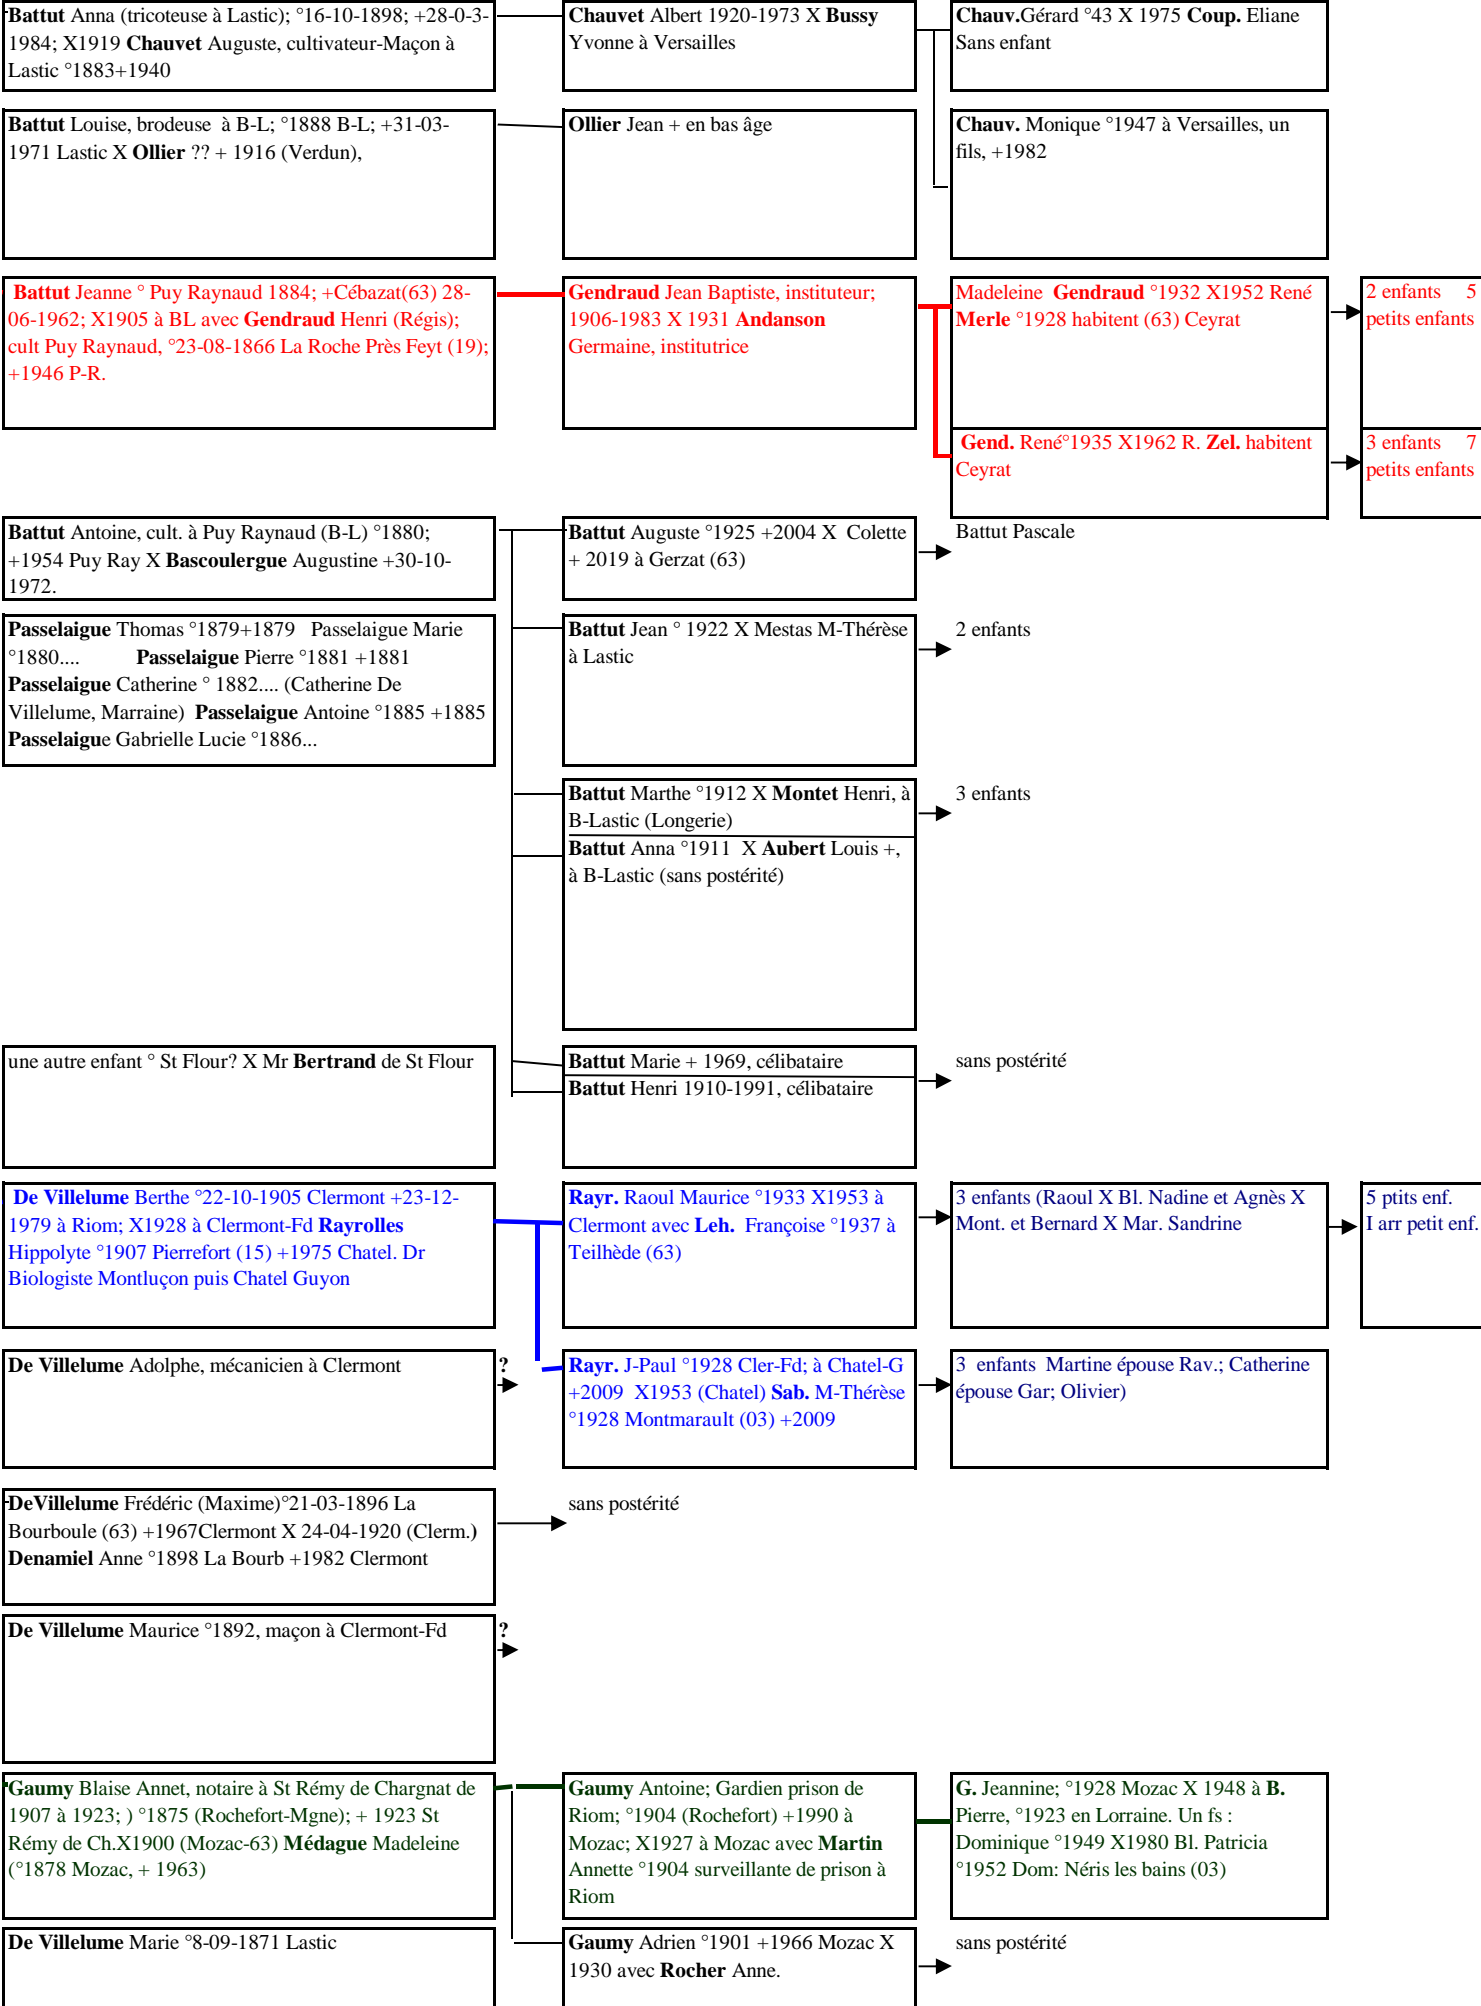 Battut Anna (tricoteuse à Lastic); °16-10-1898; +28-0-3-
1984; X1919 Chauvet Auguste, cultivateur-Maçon à
Lastic °1883+1940
Chauvet Albert 1920-1973 X Bussy
Yvonne à Versailles
Chauv.Gérard °43 X 1975 Coup. Eliane
Sans enfant
Battut Louise, brodeuse à B-L; °1888 B-L; +31-03-
1971 Lastic X Ollier ?? + 1916 (Verdun),
Ollier Jean + en bas âge
Chauv. Monique °1947 à Versailles, un
fils, +1982
Battut Jeanne ° Puy Raynaud 1884; +Cébazat(63) 28-
06-1962; X1905 à BL avec Gendraud Henri (Régis);
cult Puy Raynaud, °23-08-1866 La Roche Près Feyt (19);
+1946 P-R.
Gendraud Jean Baptiste, instituteur;
1906-1983 X 1931 Andanson
Germaine, institutrice
Madeleine Gendraud °1932 X1952 René
Merle °1928 habitent (63) Ceyrat
2 enfants 5
petits enfants
Gend. René°1935 X1962 R. Zel. habitent
Ceyrat
3 enfants 7
petits enfants
Battut Antoine, cult. à Puy Raynaud (B-L) °1880;
+1954 Puy Ray X Bascoulergue Augustine +30-10-
1972.
Battut Auguste °1925 +2004 X Colette
+ 2019 à Gerzat (63)
Battut Pascale
Passelaigue Thomas °1879+1879 Passelaigue Marie
°1880.... Passelaigue Pierre °1881 +1881
Passelaigue Catherine ° 1882.... (Catherine De
Villelume, Marraine) Passelaigue Antoine °1885 +1885
Passelaigue Gabrielle Lucie °1886...
Battut Jean ° 1922 X Mestas M-Thérèse
à Lastic
2 enfants
Battut Marthe °1912 X Montet Henri, à
B-Lastic (Longerie)
3 enfants
Battut Anna °1911 X Aubert Louis +,
à B-Lastic (sans postérité)
une autre enfant ° St Flour? X Mr Bertrand de St Flour
Battut Marie + 1969, célibataire
Battut Henri 1910-1991, célibataire
sans postérité
De Villelume Berthe °22-10-1905 Clermont +23-12-
1979 à Riom; X1928 à Clermont-Fd Rayrolles
Hippolyte °1907 Pierrefort (15) +1975 Chatel. Dr
Biologiste Montluçon puis Chatel Guyon
Rayr. Raoul Maurice °1933 X1953 à
Clermont avec Leh. Françoise °1937 à
Teilhède (63)
3 enfants (Raoul X Bl. Nadine et Agnès X
Mont. et Bernard X Mar. Sandrine
5 ptits enf.
I arr petit enf.
De Villelume Adolphe, mécanicien à Clermont
?
Rayr. J-Paul °1928 Cler-Fd; à Chatel-G
+2009 X1953 (Chatel) Sab. M-Thérèse
°1928 Montmarault (03) +2009
3 enfants Martine épouse Rav.; Catherine
épouse Gar; Olivier)
DeVillelume Frédéric (Maxime)°21-03-1896 La
Bourboule (63) +1967Clermont X 24-04-1920 (Clerm.)
Denamiel Anne °1898 La Bourb +1982 Clermont
sans postérité
De Villelume Maurice °1892, maçon à Clermont-Fd
?
Gaumy Blaise Annet, notaire à St Rémy de Chargnat de
1907 à 1923; ) °1875 (Rochefort-Mgne); + 1923 St
Rémy de Ch.X1900 (Mozac-63) Médague Madeleine
(°1878 Mozac, + 1963)
Gaumy Antoine; Gardien prison de
Riom; °1904 (Rochefort) +1990 à
Mozac; X1927 à Mozac avec Martin
Annette °1904 surveillante de prison à
Riom
G. Jeannine; °1928 Mozac X 1948 à B.
Pierre, °1923 en Lorraine. Un fs :
Dominique °1949 X1980 Bl. Patricia
°1952 Dom: Néris les bains (03)
De Villelume Marie °8-09-1871 Lastic
Gaumy Adrien °1901 +1966 Mozac X
1930 avec Rocher Anne.
sans postérité